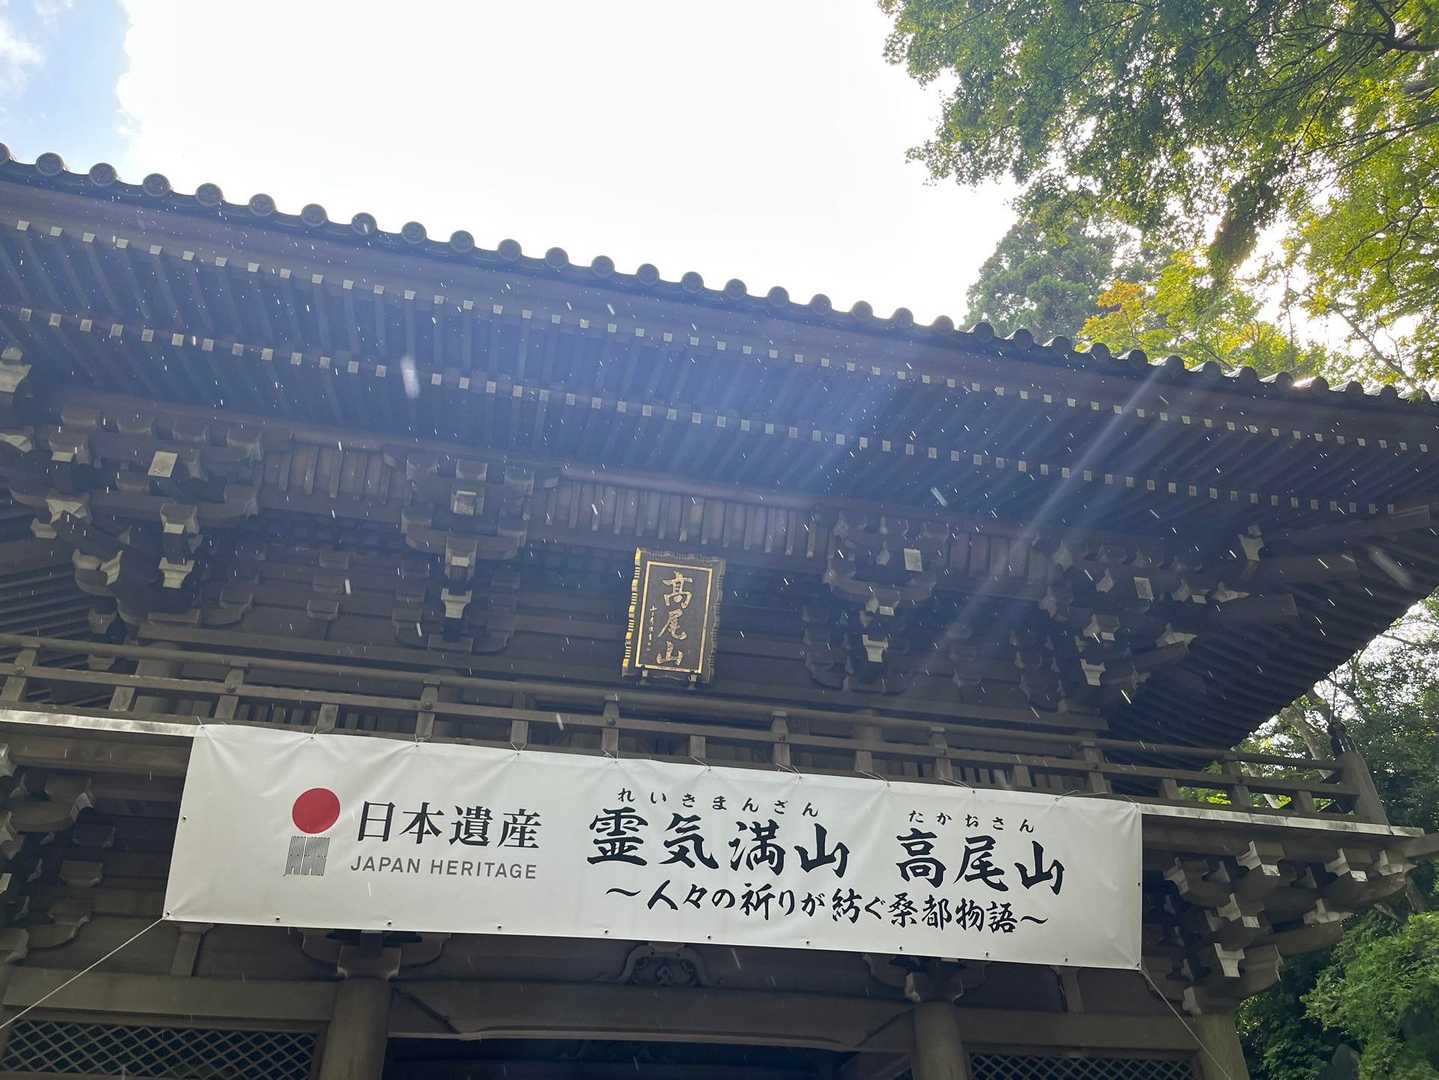 高尾山
日本遺産
JAPAN HERITAGE
れいきまんざん たかおさん
霊気満山 高尾山
～人々の祈りが紡ぐ桑都物語～